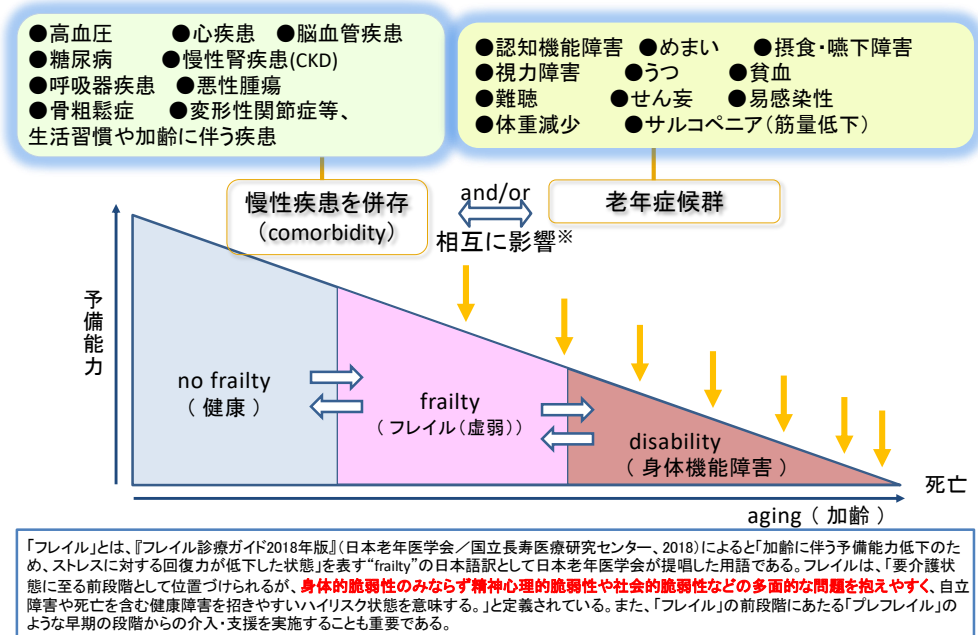 ●高血圧 ●心疾患 ●脳血管疾患
●糖尿病 ●慢性腎疾患(CKD)
●呼吸器疾患 ●悪性腫瘍
●骨粗鬆症 ●変形性関節症等、
生活習慣や加齢に伴う疾患
●認知機能障害 ●めまい ●摂食・嚥下障害
●視力障害 ●うつ ●貧血
●難聴 ●せん妄 ●易感染性
●体重減少 ●サルコペニア(筋量低下)
慢性疾患を併存
(comorbidity)
and/or
相互に影響※
老年症候群
予備能力
no frailty
(健康)
frailty
(フレイル(虚弱))
disability
(身体機能障害)
死亡
aging(加齢)
「フレイル」とは、『フレイル診療ガイド2018年版』(日本老年医学会/国立長寿医療研究センター、2018)によると「加齢に伴う予備能力低下のた
め、ストレスに対する回復力が低下した状態」を表す“frailty”の日本語訳として日本老年医学会が提唱した用語である。フレイルは、「要介護状
態に至る前段階として位置づけられるが、身体的脆弱性のみならず精神心理的脆弱性や社会的脆弱性などの多面的な問題を抱えやすく、自立
障害や死亡を含む健康障害を招きやすいハイリスク状態を意味する。」と定義されている。また、「フレイル」の前段階にあたる「プレフレイル」の
ような早期の段階からの介入・支援を実施することも重要である。